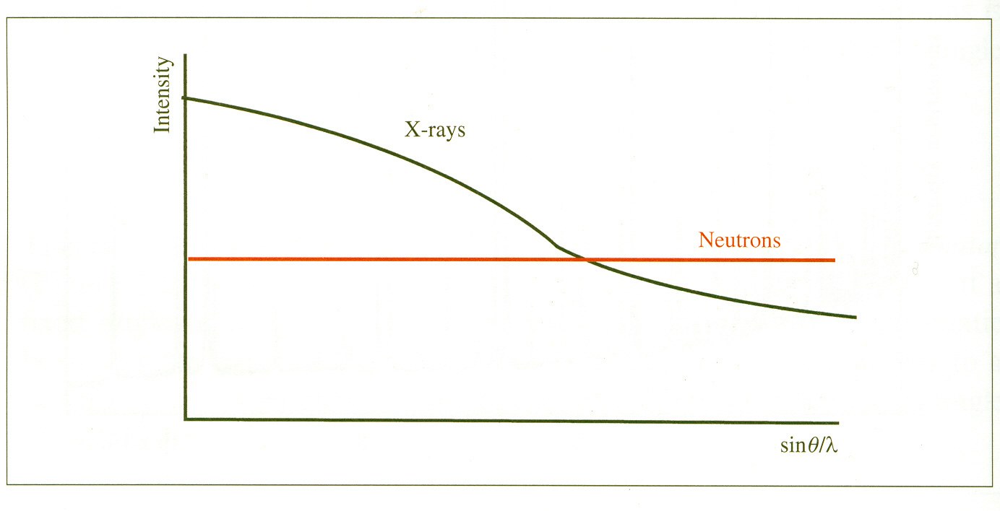 Intensity
X-rays
Neutrons
sinθ/λ